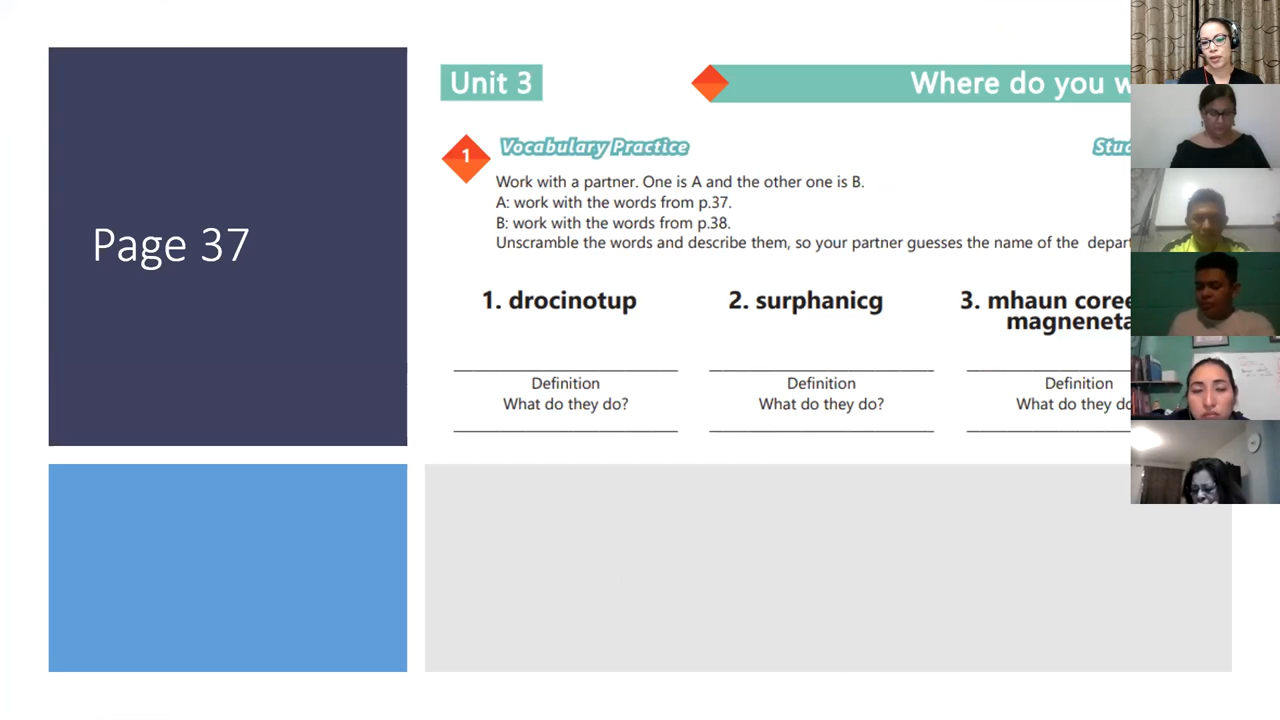 Page 37
Unit 3
Where do you w
1
Vocabulary Practice
Stu
Work with a partner. One is A and the other one is B.
A: work with the words from p.37.
B: work with the words from p.38.
Unscramble the words and describe them, so your partner guesses the name of the depart
1. drocinotup
2. surphanicg
3. mhaun coree
magneneta
Definition
Definition
Definition
What do they do?
What do they do?
What do they do